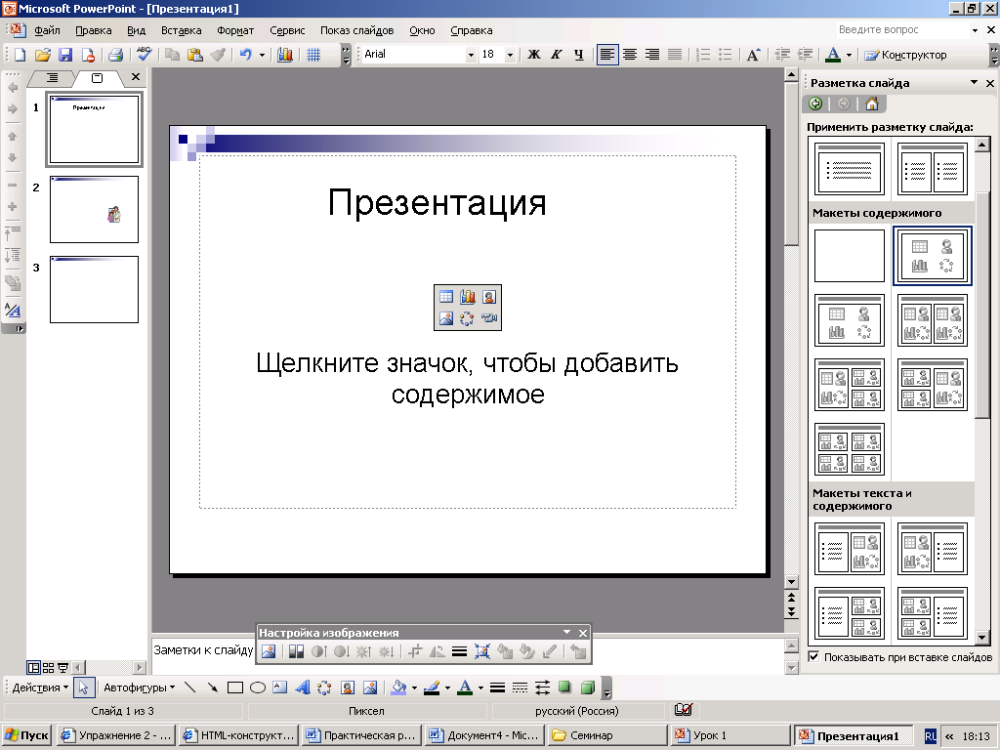 Microsoft PowerPoint - [Презентация1]
Файл Правка Вид Вставка Формат Сервис Показ слайдов Окно Справка Введите вопрос
Arial 18 Ж К Ч Конструктор
Разметка слайда
Применить разметку слайда:
1
Презентация
2
3
Презентация
Щелкните значок, чтобы добавить
содержимое
Макеты содержимого
Макеты текста и
содержимого
Показывать при вставке слайдов
Настройка изображения
Заметки к слайду
Действия Автофигуры
Слайд 1 из 3 Пиксел русский (Россия)
Пуск Упражнение 2 - ... HTML-конструкт... Практическая р... Документ4 - Mic... Семинар Урок 1 Презентация1 RL « 18:13